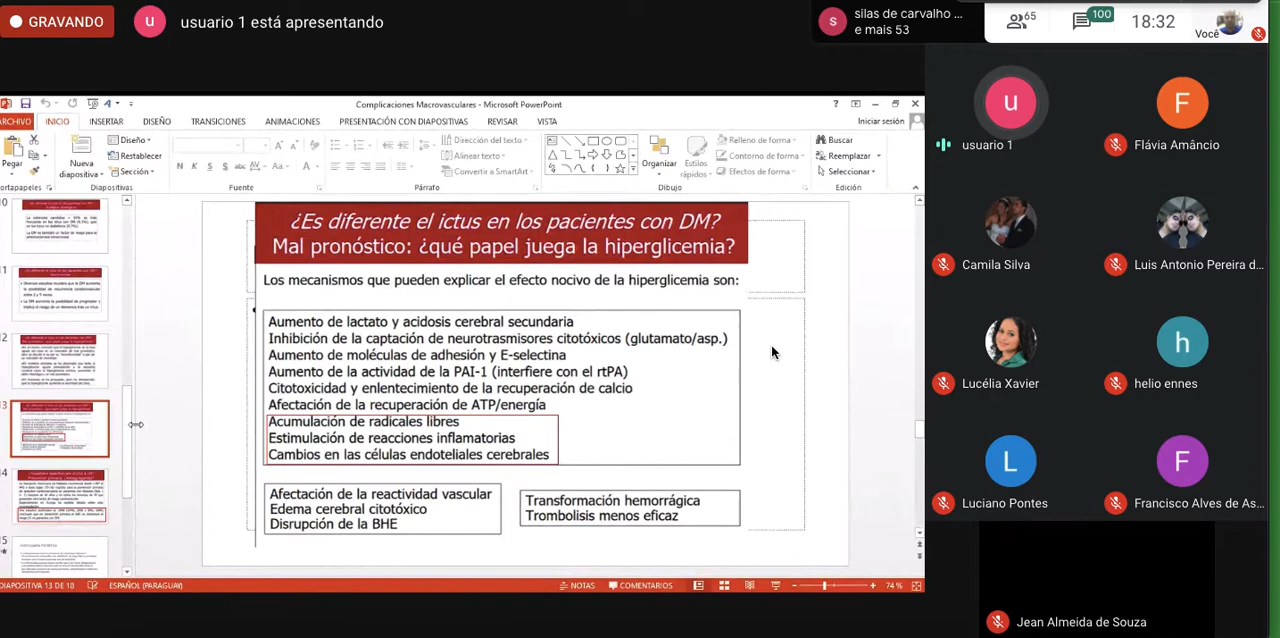 GRAVANDO
u
usuario 1 está apresentando
s
silas de carvalho ...
e mais 53
65
100
18:32
Você
Complicaciones Macrovasculares - Microsoft PowerPoint
ARCHIVO
INICIO
INSERTAR
DISEÑO
TRANSICIONES
ANIMACIONES
PRESENTACIÓN CON DIAPOSITIVAS
REVISAR
VISTA
Iniciar sesión
Pegar
Nueva
diapositiva
Diseño
Restablecer
Sección
N K S
Dirección del texto
Alinear texto
Convertir a SmartArt
Organizar
Estilos
rápidos
Relleno de forma
Contorno de forma
Efectos de forma
Buscar
Reemplazar
Seleccionar
Portapapeles
Diapositivas
Fuente
Párrafo
Dibujo
Edición
10
11
12
13
14
15
¿Es diferente el ictus en los pacientes con DM?
Mal pronóstico: ¿qué papel juega la hiperglicemia?
Los mecanismos que pueden explicar el efecto nocivo de la hiperglicemia son:
Aumento de lactato y acidosis cerebral secundaria
Inhibición de la captación de neurotrasmisores citotóxicos (glutamato/asp.)
Aumento de moléculas de adhesión y E-selectina
Aumento de la actividad de la PAI-1 (interfiere con el rtPA)
Citotoxicidad y enlentecimiento de la recuperación de calcio
Afectación de la recuperación de ATP/energía
Acumulación de radicales libres
Estimulación de reacciones inflamatorias
Cambios en las células endoteliales cerebrales
Afectación de la reactividad vascular
Edema cerebral citotóxico
Disrupción de la BHE
Transformación hemorrágica
Trombolisis menos eficaz
DIAPOSITIVA 13 DE 18
ESPAÑOL (PARAGUAY)
NOTAS
COMENTARIOS
74 %
u
usuario 1
F
Flávia Amâncio
Camila Silva
Luis Antonio Pereira d...
Lucélia Xavier
h
helio ennes
L
Luciano Pontes
F
Francisco Alves de As...
Jean Almeida de Souza